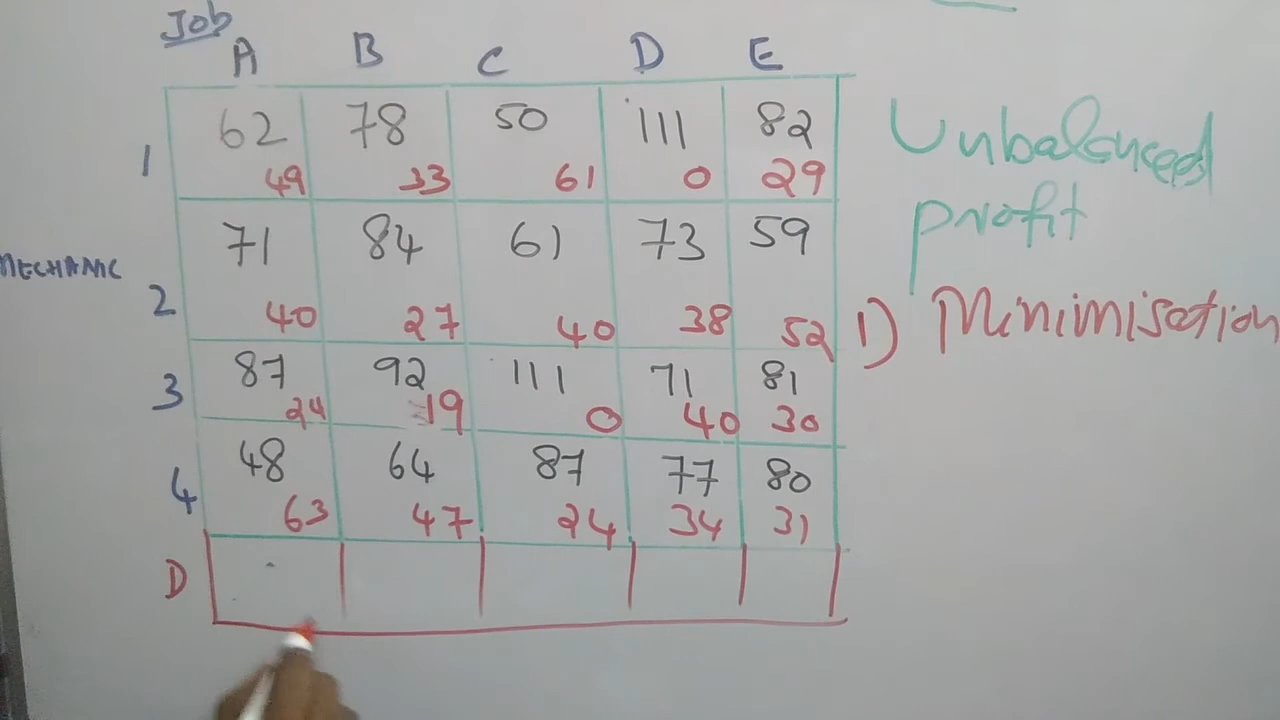 Job
A B C D E
1 62 78 50 111 82
49 33 61 0 29
MECHANIC
2 71 84 61 73 59
40 27 40 38 52
3 87 92 111 71 81
24 19 0 40 30
4 48 64 87 77 80
63 47 24 34 31
D
Unbalanced
profit
1) Minimisation